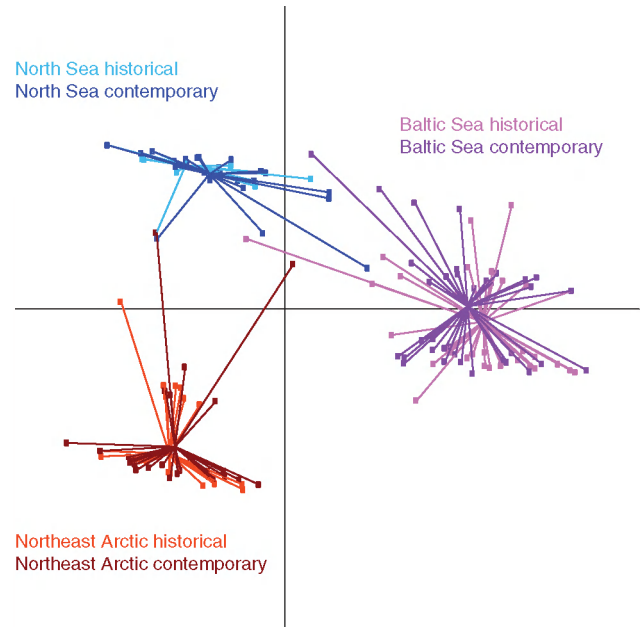 North Sea historical
North Sea contemporary
Baltic Sea historical
Baltic Sea contemporary
Northeast Arctic historical
Northeast Arctic contemporary